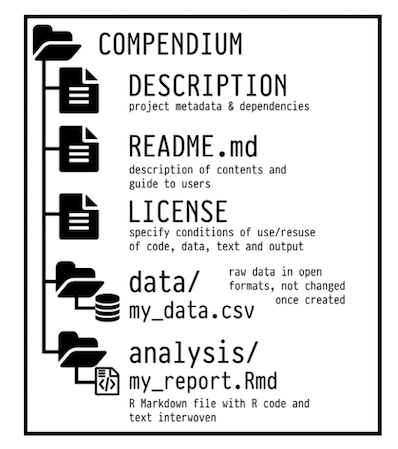 COMPENDIUM
DESCRIPTION
project metadata & dependencies
README.md
description of contents and
guide to users
LICENSE
specify conditions of use/resuse
of code, data, text and output
data/
my_data.csv
raw data in open
formats, not changed
once created
analysis/
my_report.Rmd
R Markdown file with R code and
text interwoven